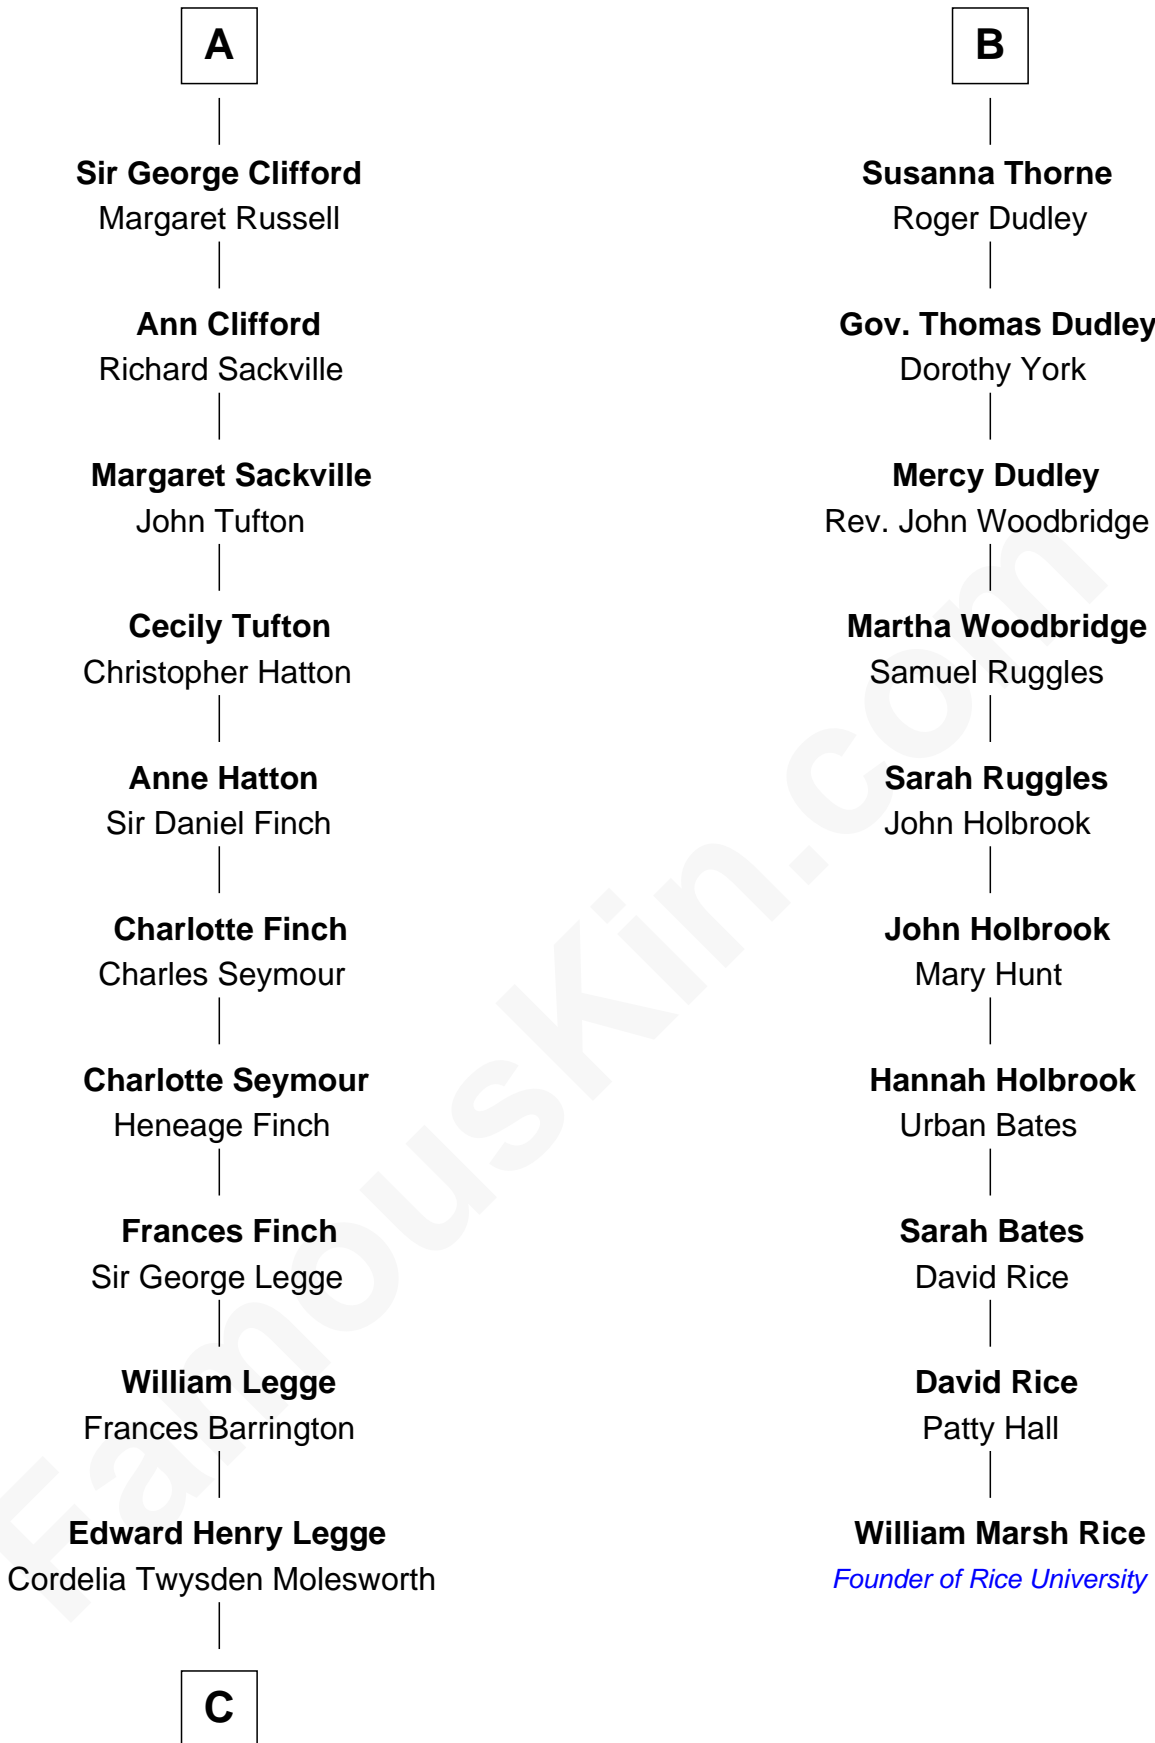 A
Sir George Clifford
Margaret Russell
Ann Clifford
Richard Sackville
Margaret Sackville
John Tufton
Cecily Tufton
Christopher Hatton
Anne Hatton
Sir Daniel Finch
Charlotte Finch
Charles Seymour
Charlotte Seymour
Heneage Finch
Frances Finch
Sir George Legge
William Legge
Frances Barrington
Edward Henry Legge
Cordelia Twysden Molesworth
C
B
Susanna Thorne
Roger Dudley
Gov. Thomas Dudley
Dorothy York
Mercy Dudley
Rev. John Woodbridge
Martha Woodbridge
Samuel Ruggles
Sarah Ruggles
John Holbrook
John Holbrook
Mary Hunt
Hannah Holbrook
Urban Bates
Sarah Bates
David Rice
David Rice
Patty Hall
William Marsh Rice
Founder of Rice University
FamousKin.com